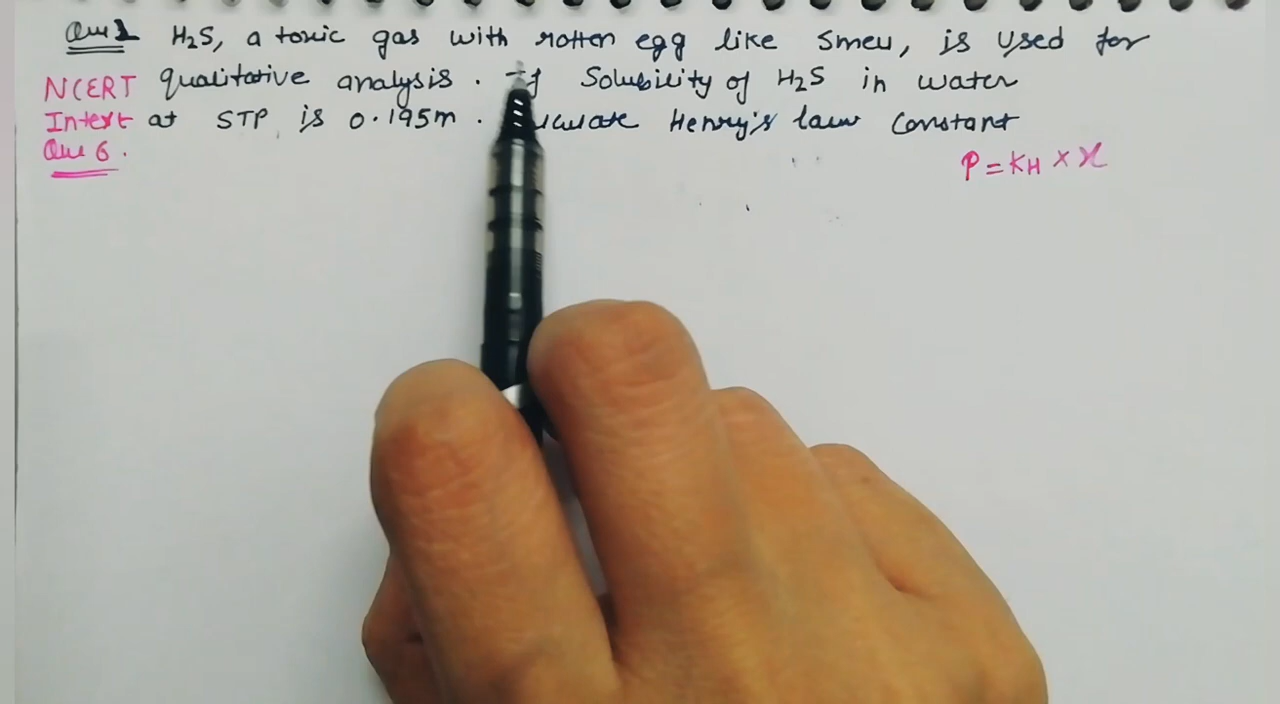 Que 1 H2S, a toxic gas with rotten egg like smell, is used for
NCERT qualitative analysis. If Solubility of H2S in water
Intext at STP is 0.195m. Calculate Henry's law Constant
Que 6.
P = KH × x